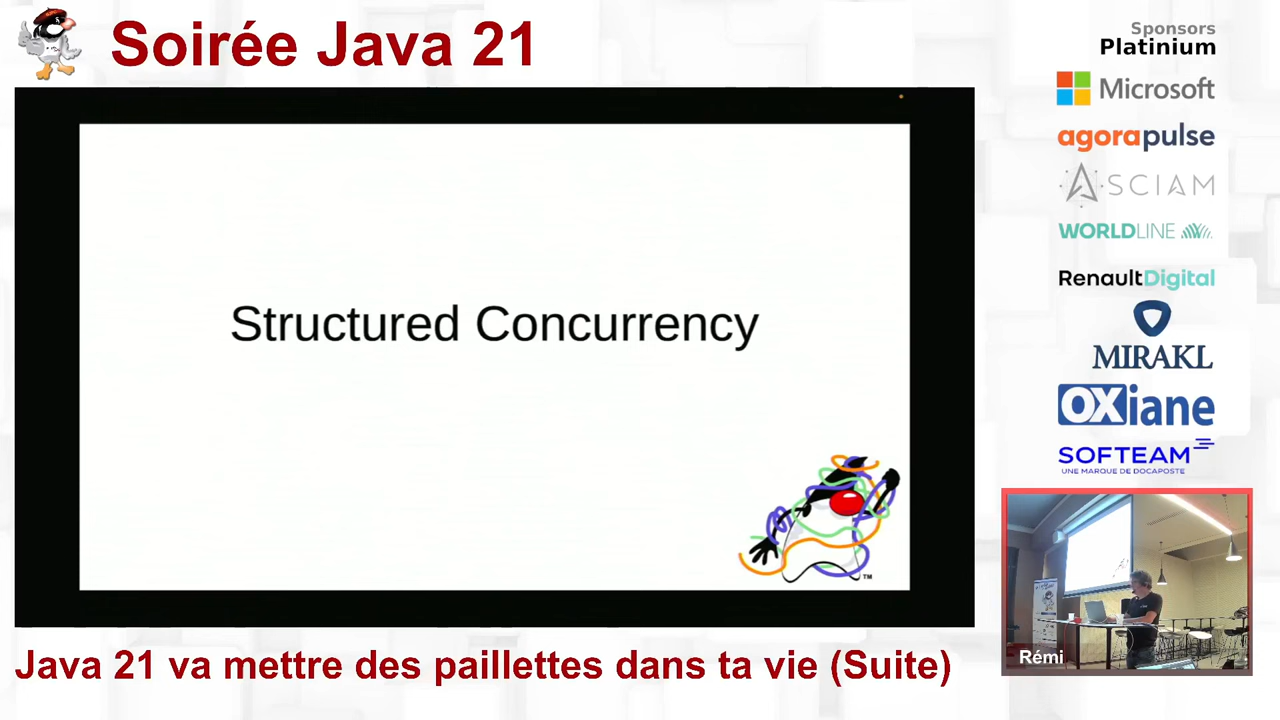 Soirée Java 21
Structured Concurrency
TM
Java 21 va mettre des paillettes dans ta vie (Suite)
Sponsors
Platinium
Microsoft
agorapulse
ASCIAM
WORLDLINE
RenaultDigital
MIRAKL
OXiane
SOFTEAM
UNE MARQUE DE DOCAPOSTE
Rémi